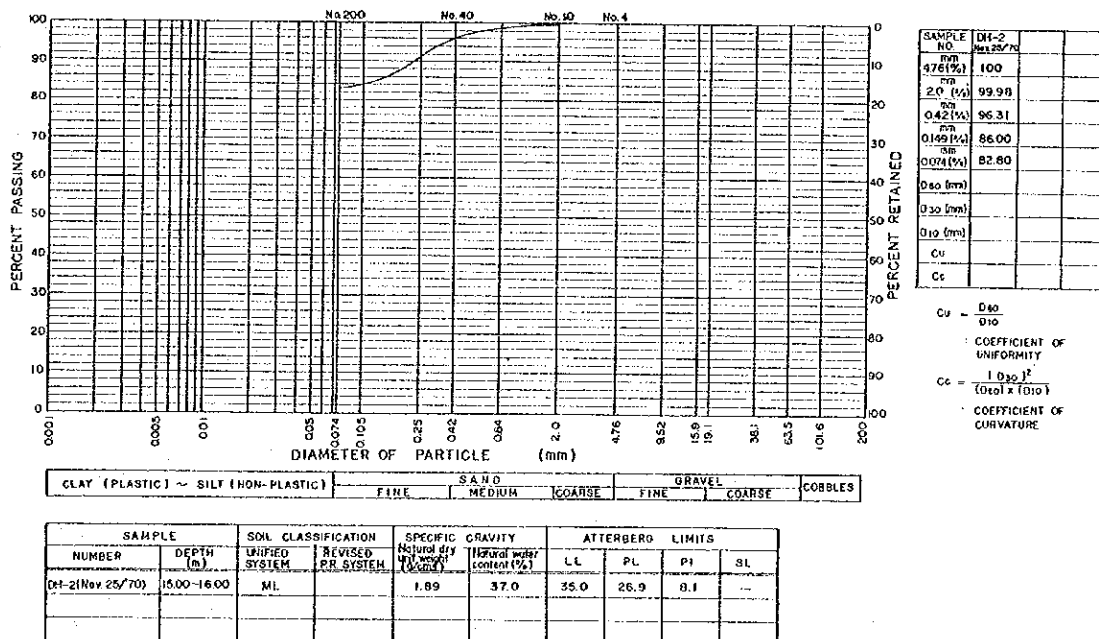 No.200 No.40 No.10 No.4
PERCENT PASSING
100
90
80
70
60
50
40
30
20
10
0
PERCENT RETAINED
0
10
20
30
40
50
60
70
80
90
100
0.001 0.005 0.01 0.05 0.074 0.105 0.25 0.42 0.84 2.0 4.76 9.52 15.9 19.1 38.1 63.5 101.6 200
DIAMETER OF PARTICLE (mm)
CLAY (PLASTIC) ~ SILT (NON-PLASTIC) SAND GRAVEL COBBLES
FINE MEDIUM COARSE FINE COARSE
SAMPLE NO. DH-2 Nov.25/70
mm 4.76(%) 100
mm 2.0 (%) 99.98
mm 0.42(%) 96.31
mm 0.149(%) 86.00
mm 0.074(%) 82.80
D60 (mm)
D30 (mm)
D10 (mm)
Cu
Cc
Cu = D60 / D10
: COEFFICIENT OF UNIFORMITY
Cc = (D30)² / (D60) x (D10)
: COEFFICIENT OF CURVATURE
SAMPLE SOIL CLASSIFICATION SPECIFIC GRAVITY ATTERBERG LIMITS
NUMBER DEPTH (m) UNIFIED SYSTEM REVISED P.R. SYSTEM Natural dry unit weight (g/cm³) Natural water content (%) LL PL PI SL
DH-2(Nov. 25/70) 15.00~16.00 ML 1.89 37.0 35.0 26.9 8.1 —